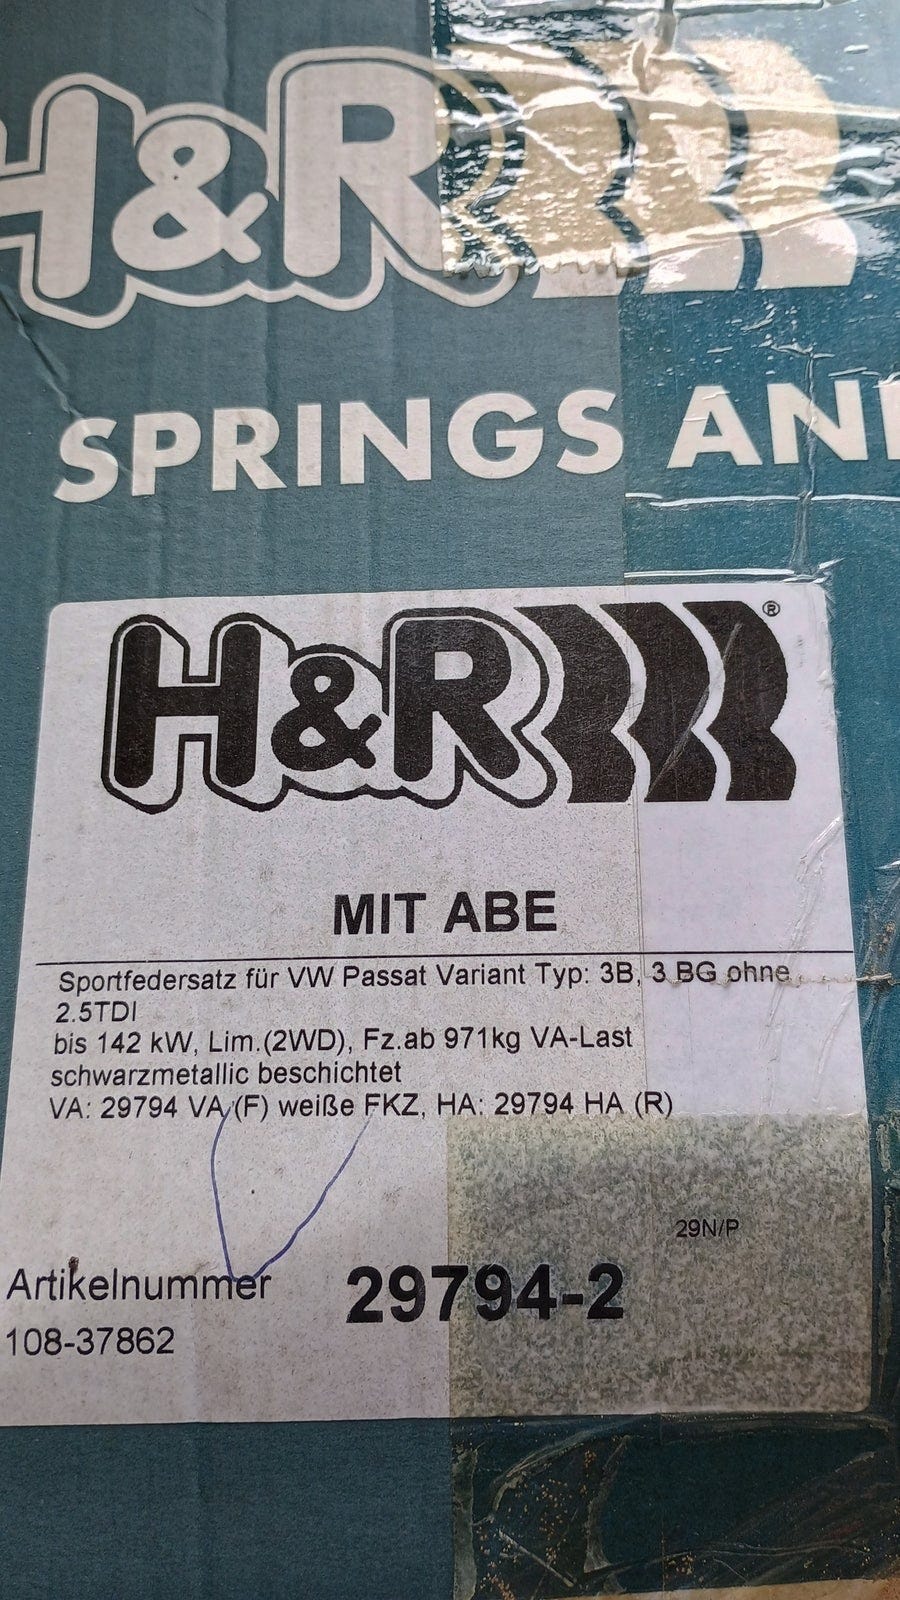 H&R
SPRINGS AN
H&R®
MIT ABE
Sportfedersatz für VW Passat Variant Typ: 3B, 3 BG ohne
2.5TDI
bis 142 kW, Lim.(2WD), Fz.ab 971kg VA-Last
schwarzmetallic beschichtet
VA: 29794 VA (F) weiße FKZ, HA: 29794 HA (R)
29N/P
Artikelnummer 29794-2
108-37862